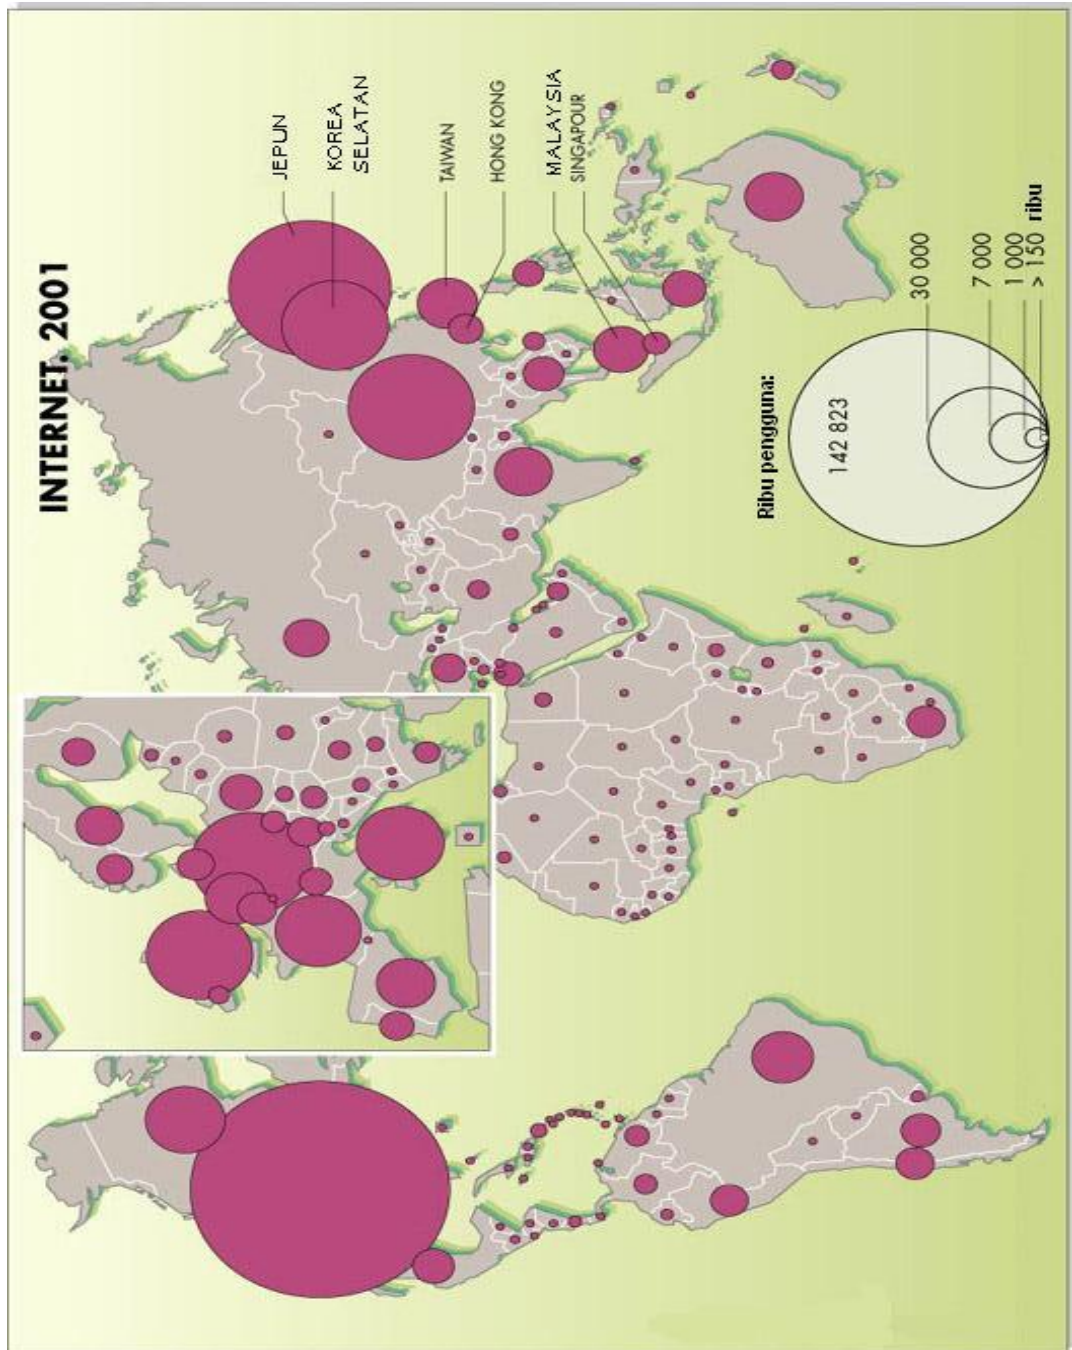 INTERNET. 2001
JEPUN
KOREA
SELATAN
TAIWAN
HONG KONG
MALAYSIA
SINGAPOUR
Ribu pengguna:
142 823
30 000
7 000
1 000
> 150 ribu